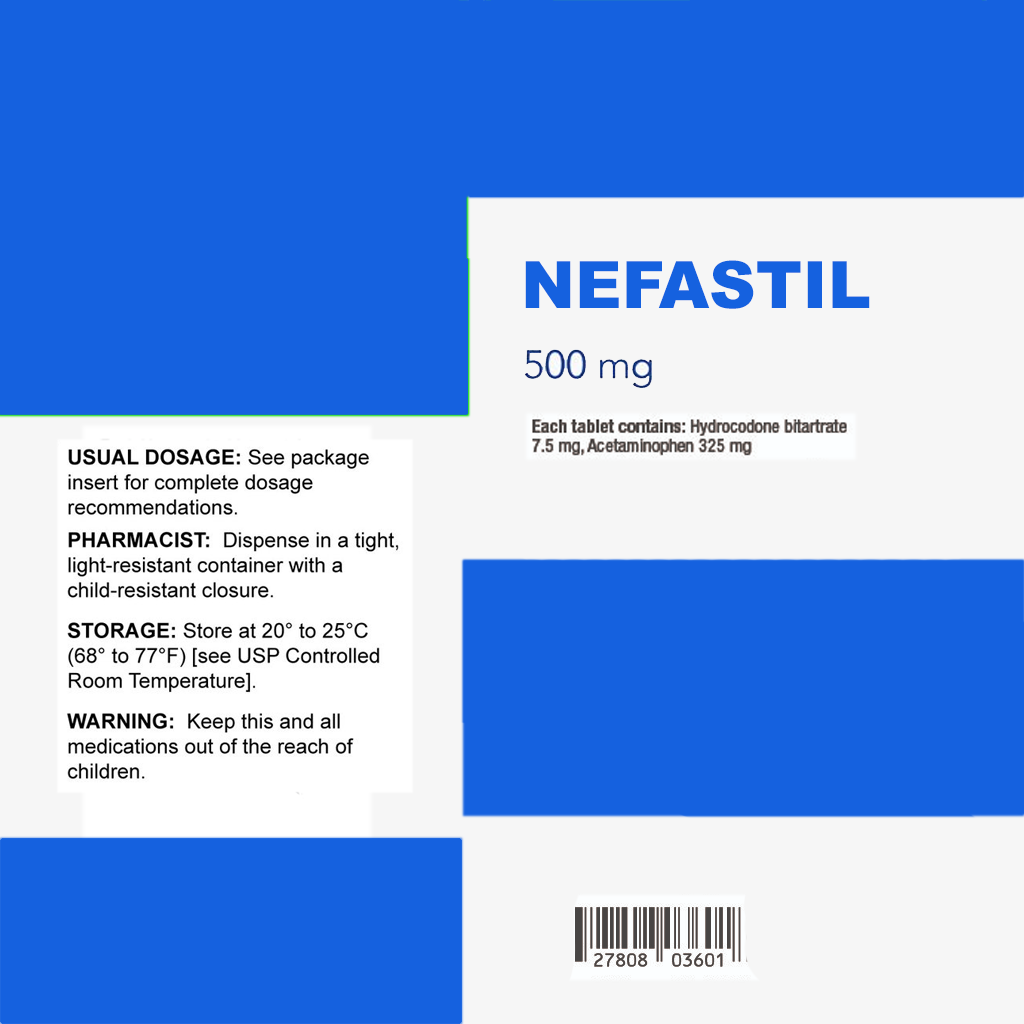 NEFASTIL
500 mg
Each tablet contains: Hydrocodone bitartrate
7.5 mg, Acetaminophen 325 mg
USUAL DOSAGE: See package
insert for complete dosage
recommendations.
PHARMACIST: Dispense in a tight,
light-resistant container with a
child-resistant closure.
STORAGE: Store at 20° to 25°C
(68° to 77°F) [see USP Controlled
Room Temperature].
WARNING: Keep this and all
medications out of the reach of
children.
27808 03601